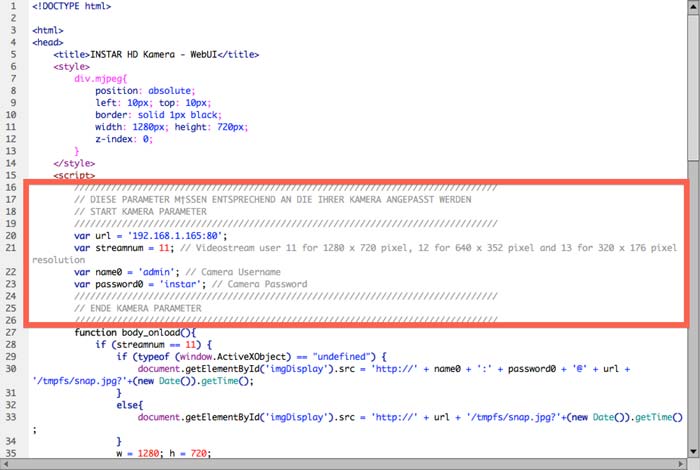 1 <!DOCTYPE html>
2
3 <html>
4 <head>
5 <title>INSTAR HD Kamera - WebUI</title>
6 <style>
7 div.mjpeg{
8 position: absolute;
9 left: 10px; top: 10px;
10 border: solid 1px black;
11 width: 1280px; height: 720px;
12 z-index: 0;
13 }
14 </style>
15 <script>
16 ////////////////////////////////////////////////////////////////////////////////
17 // DIESE PARAMETER M†SSEN ENTSPRECHEND AN DIE IHRER KAMERA ANGEPASST WERDEN
18 // START KAMERA PARAMETER
19 ////////////////////////////////////////////////////////////////////////////////
20 var url = '192.168.1.165:80';
21 var streamnum = 11; // Videostream user 11 for 1280 x 720 pixel, 12 for 640 x 352 pixel and 13 for 320 x 176 pixel
resolution
22 var name0 = 'admin'; // Camera Username
23 var password0 = 'instar'; // Camera Password
24 ////////////////////////////////////////////////////////////////////////////////
25 // ENDE KAMERA PARAMETER
26 ////////////////////////////////////////////////////////////////////////////////
27 function body_onload(){
28 if (streamnum == 11) {
29 if (typeof (window.ActiveXObject) == "undefined") {
30 document.getElementById('imgDisplay').src = 'http://' + name0 + ':' + password0 + '@' + url +
'/tmpfs/snap.jpg?'+(new Date()).getTime();
31 }
32 else{
33 document.getElementById('imgDisplay').src = 'http://' + url + '/tmpfs/snap.jpg?'+(new Date()).getTime()
;
34 }
35 w = 1280; h = 720;